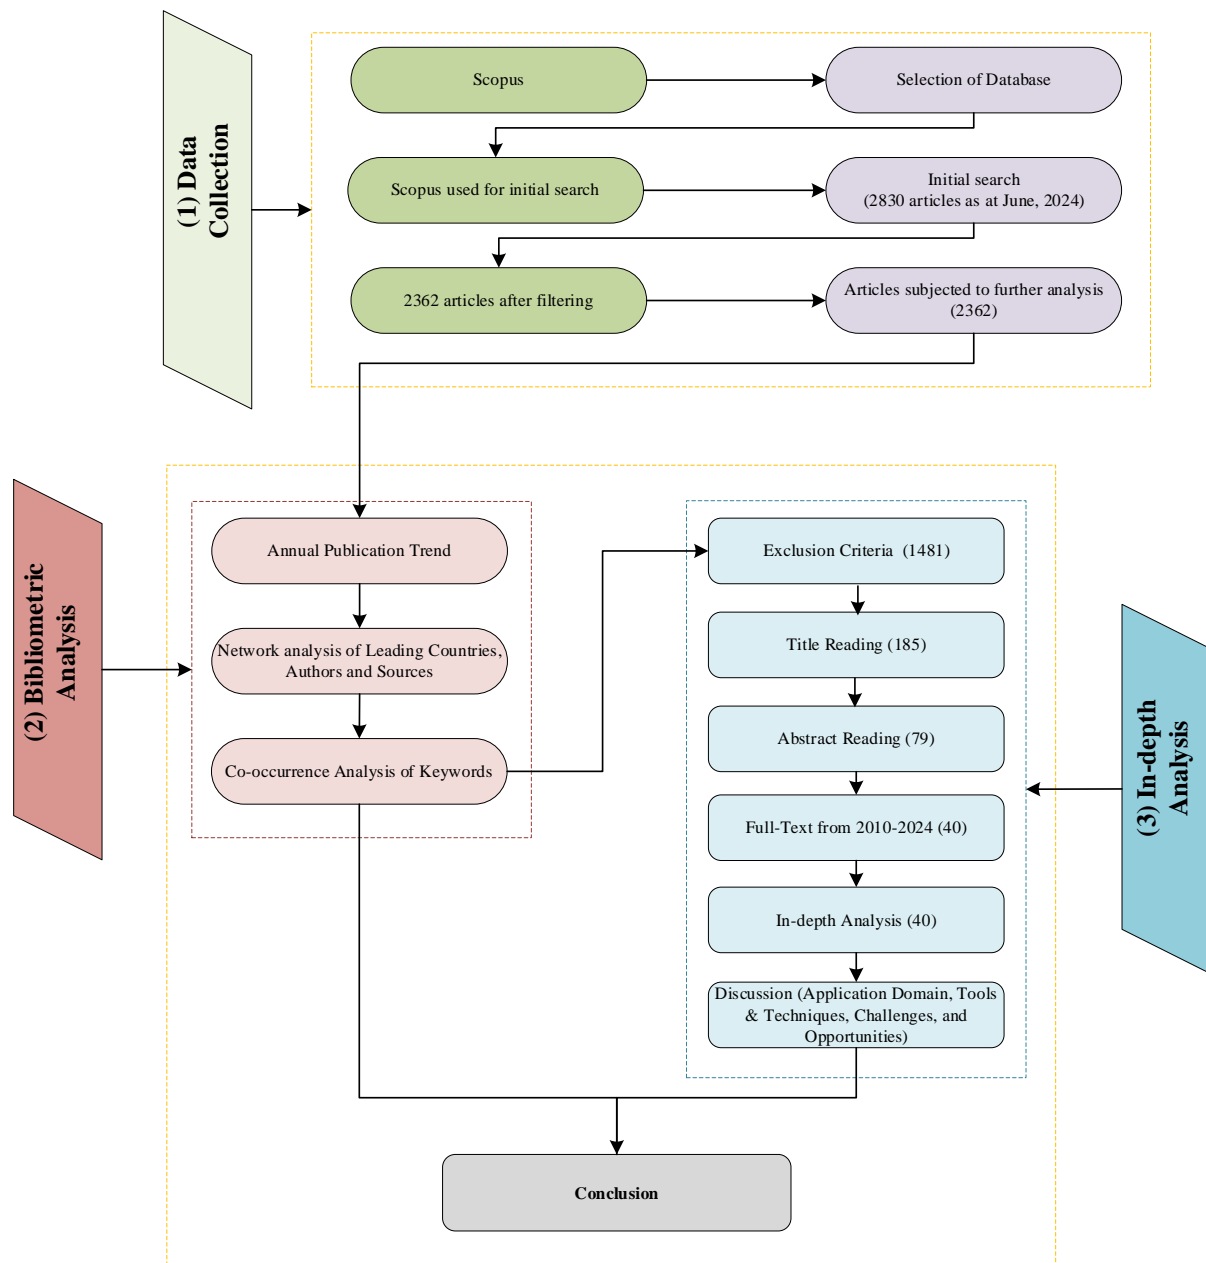 (1) Data
Collection
Scopus
Selection of Database
Scopus used for initial search
Initial search
(2830 articles as at June, 2024)
2362 articles after filtering
Articles subjected to further analysis
(2362)
(2) Bibliometric
Analysis
Annual Publication Trend
Network analysis of Leading Countries,
Authors and Sources
Co-occurrence Analysis of Keywords
Exclusion Criteria (1481)
Title Reading (185)
Abstract Reading (79)
Full-Text from 2010-2024 (40)
In-depth Analysis (40)
Discussion (Application Domain, Tools
& Techniques, Challenges, and
Opportunities)
(3) In-depth
Analysis
Conclusion